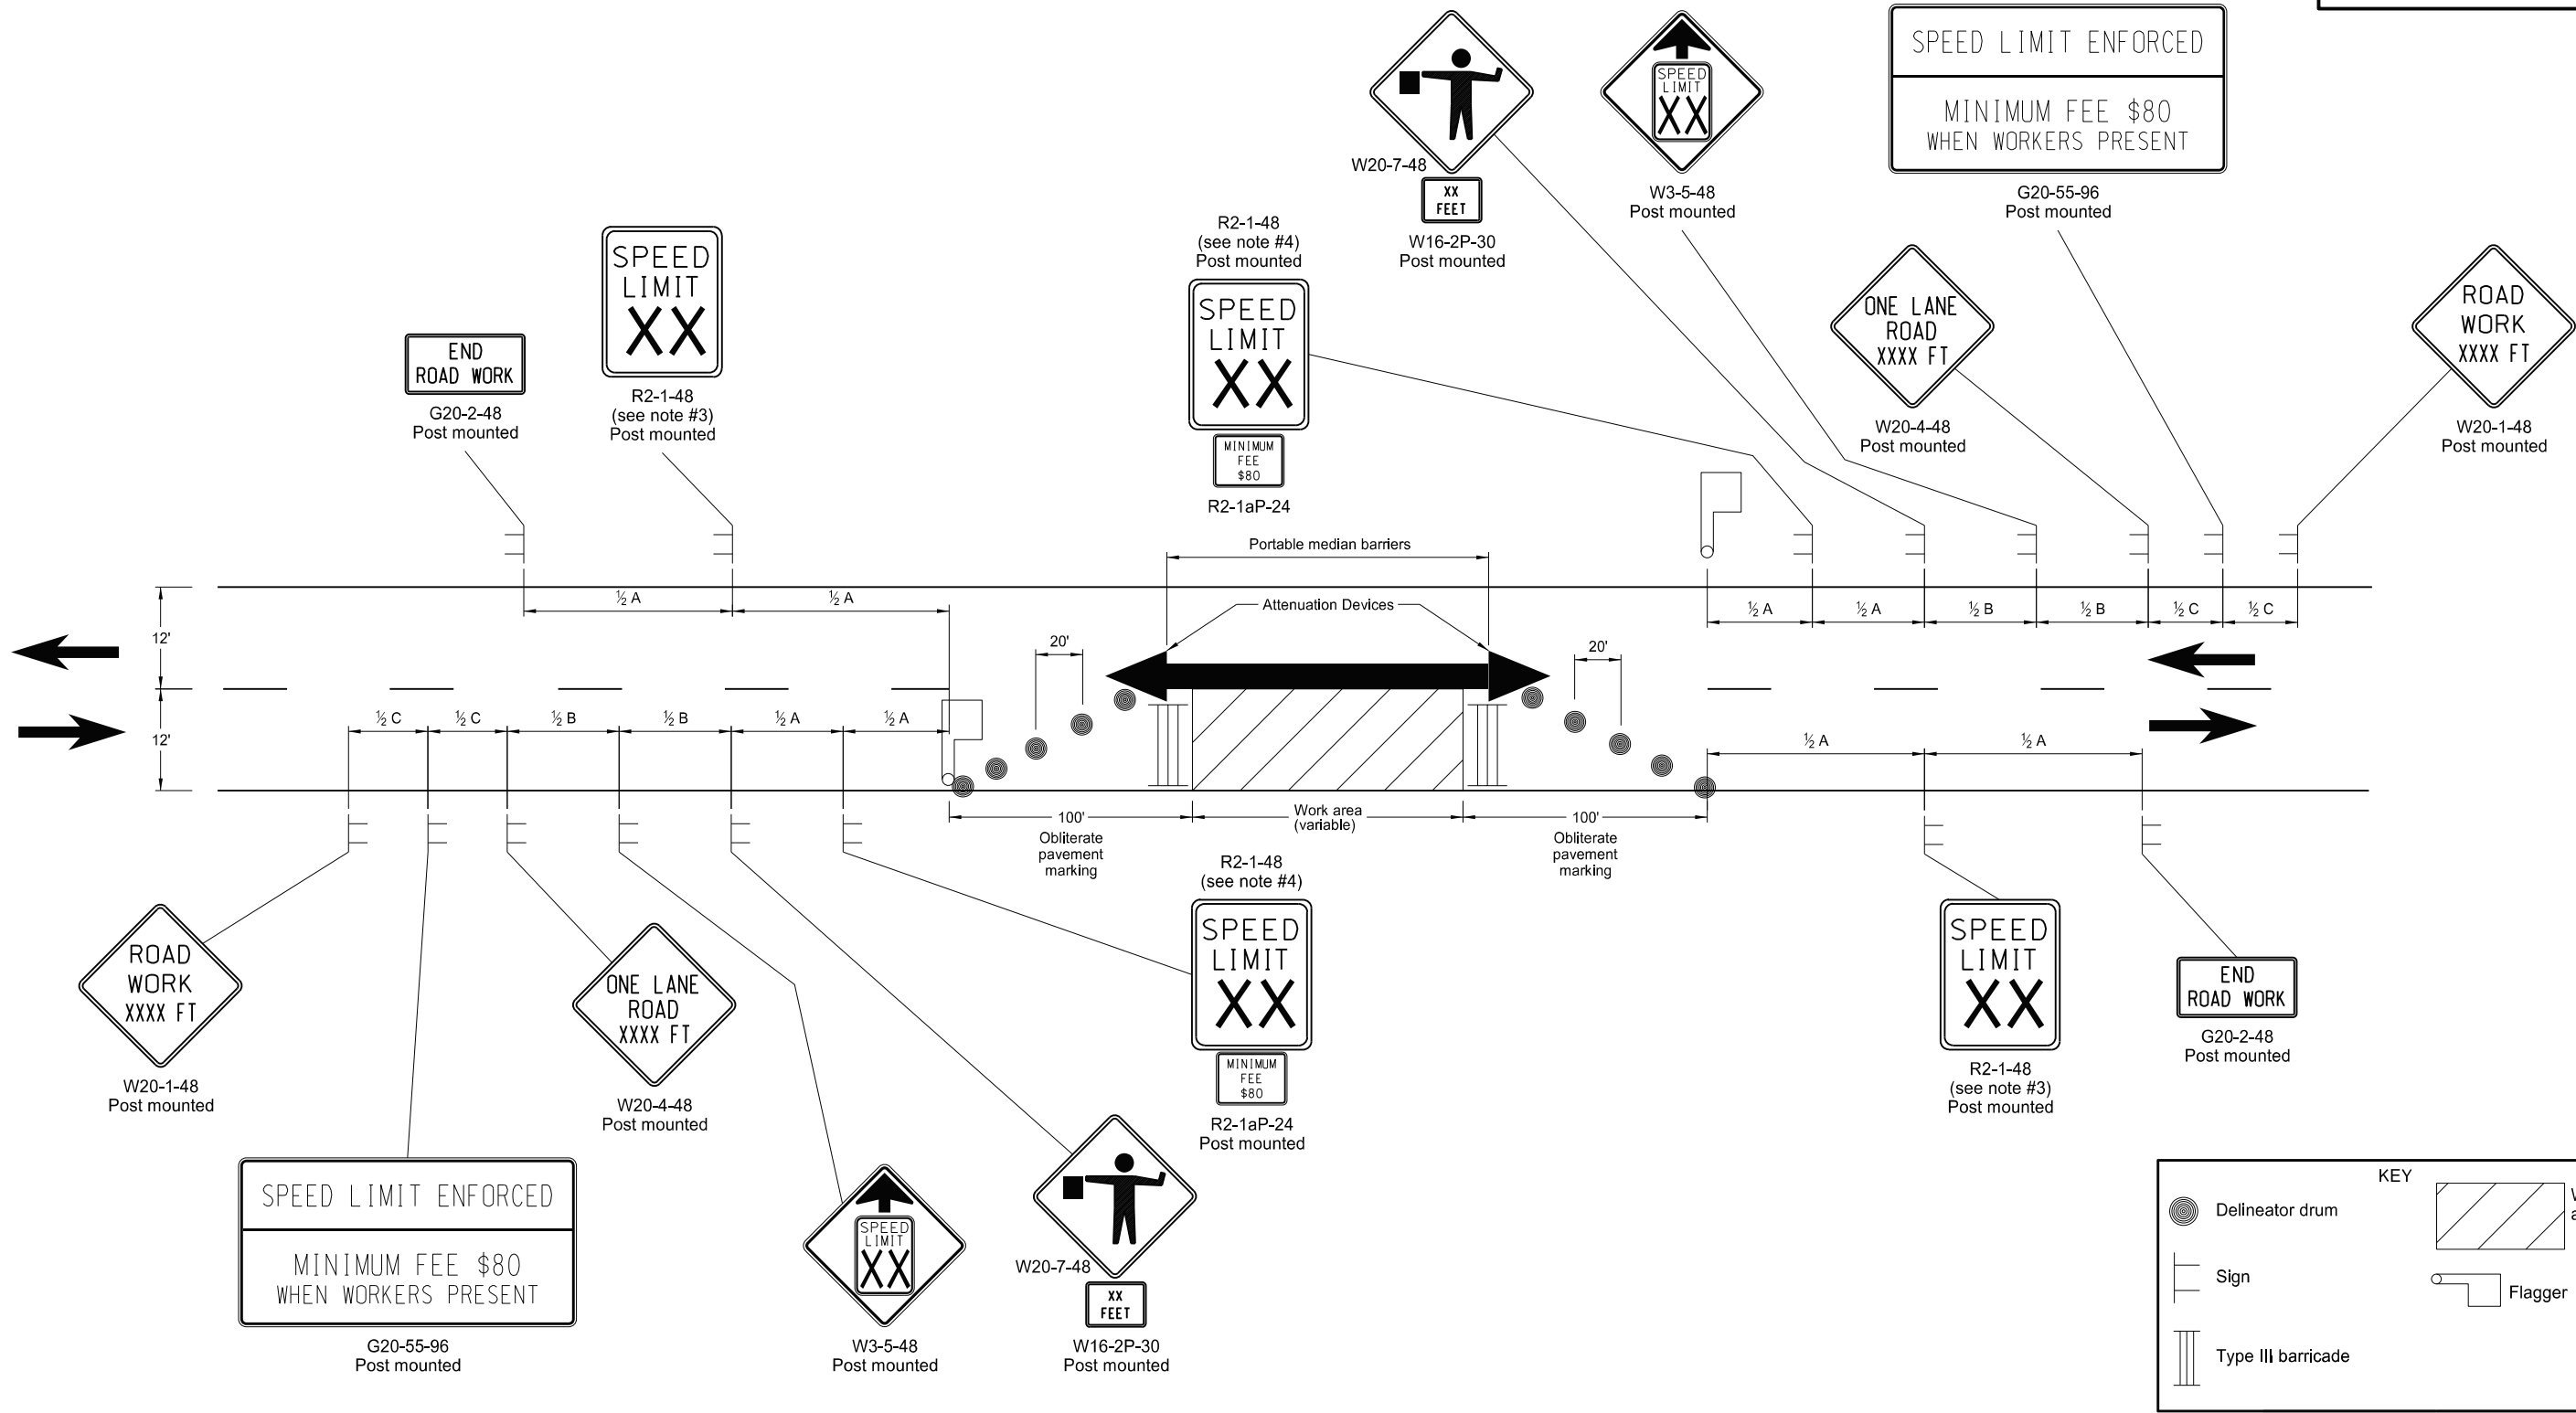 SPEED LIMIT ENFORCED
MINIMUM FEE $80
WHEN WORKERS PRESENT
G20-55-96
Post mounted
SPEED
LIMIT
XX
W3-5-48
Post mounted
W20-7-48
XX
FEET
W16-2P-30
Post mounted
R2-1-48
(see note #4)
Post mounted
SPEED
LIMIT
XX
MINIMUM
FEE
$80
R2-1aP-24
SPEED
LIMIT
XX
R2-1-48
(see note #3)
Post mounted
END
ROAD WORK
G20-2-48
Post mounted
ONE LANE
ROAD
XXXX FT
W20-4-48
Post mounted
ROAD
WORK
XXXX FT
W20-1-48
Post mounted
Portable median barriers
Attenuation Devices
½ A
½ A
½ A
½ A
½ B
½ B
½ C
½ C
12'
12'
20'
20'
½ C
½ C
½ B
½ B
½ A
½ A
½ A
½ A
100'
Obliterate
pavement
marking
Work area
(variable)
100'
Obliterate
pavement
marking
ROAD
WORK
XXXX FT
W20-1-48
Post mounted
SPEED LIMIT ENFORCED
MINIMUM FEE $80
WHEN WORKERS PRESENT
G20-55-96
Post mounted
ONE LANE
ROAD
XXXX FT
W20-4-48
Post mounted
SPEED
LIMIT
XX
W3-5-48
Post mounted
W20-7-48
XX
FEET
W16-2P-30
Post mounted
R2-1-48
(see note #4)
SPEED
LIMIT
XX
MINIMUM
FEE
$80
R2-1aP-24
Post mounted
SPEED
LIMIT
XX
R2-1-48
(see note #3)
Post mounted
END
ROAD WORK
G20-2-48
Post mounted
KEY
Delineator drum
Sign
Flagger
Type III barricade